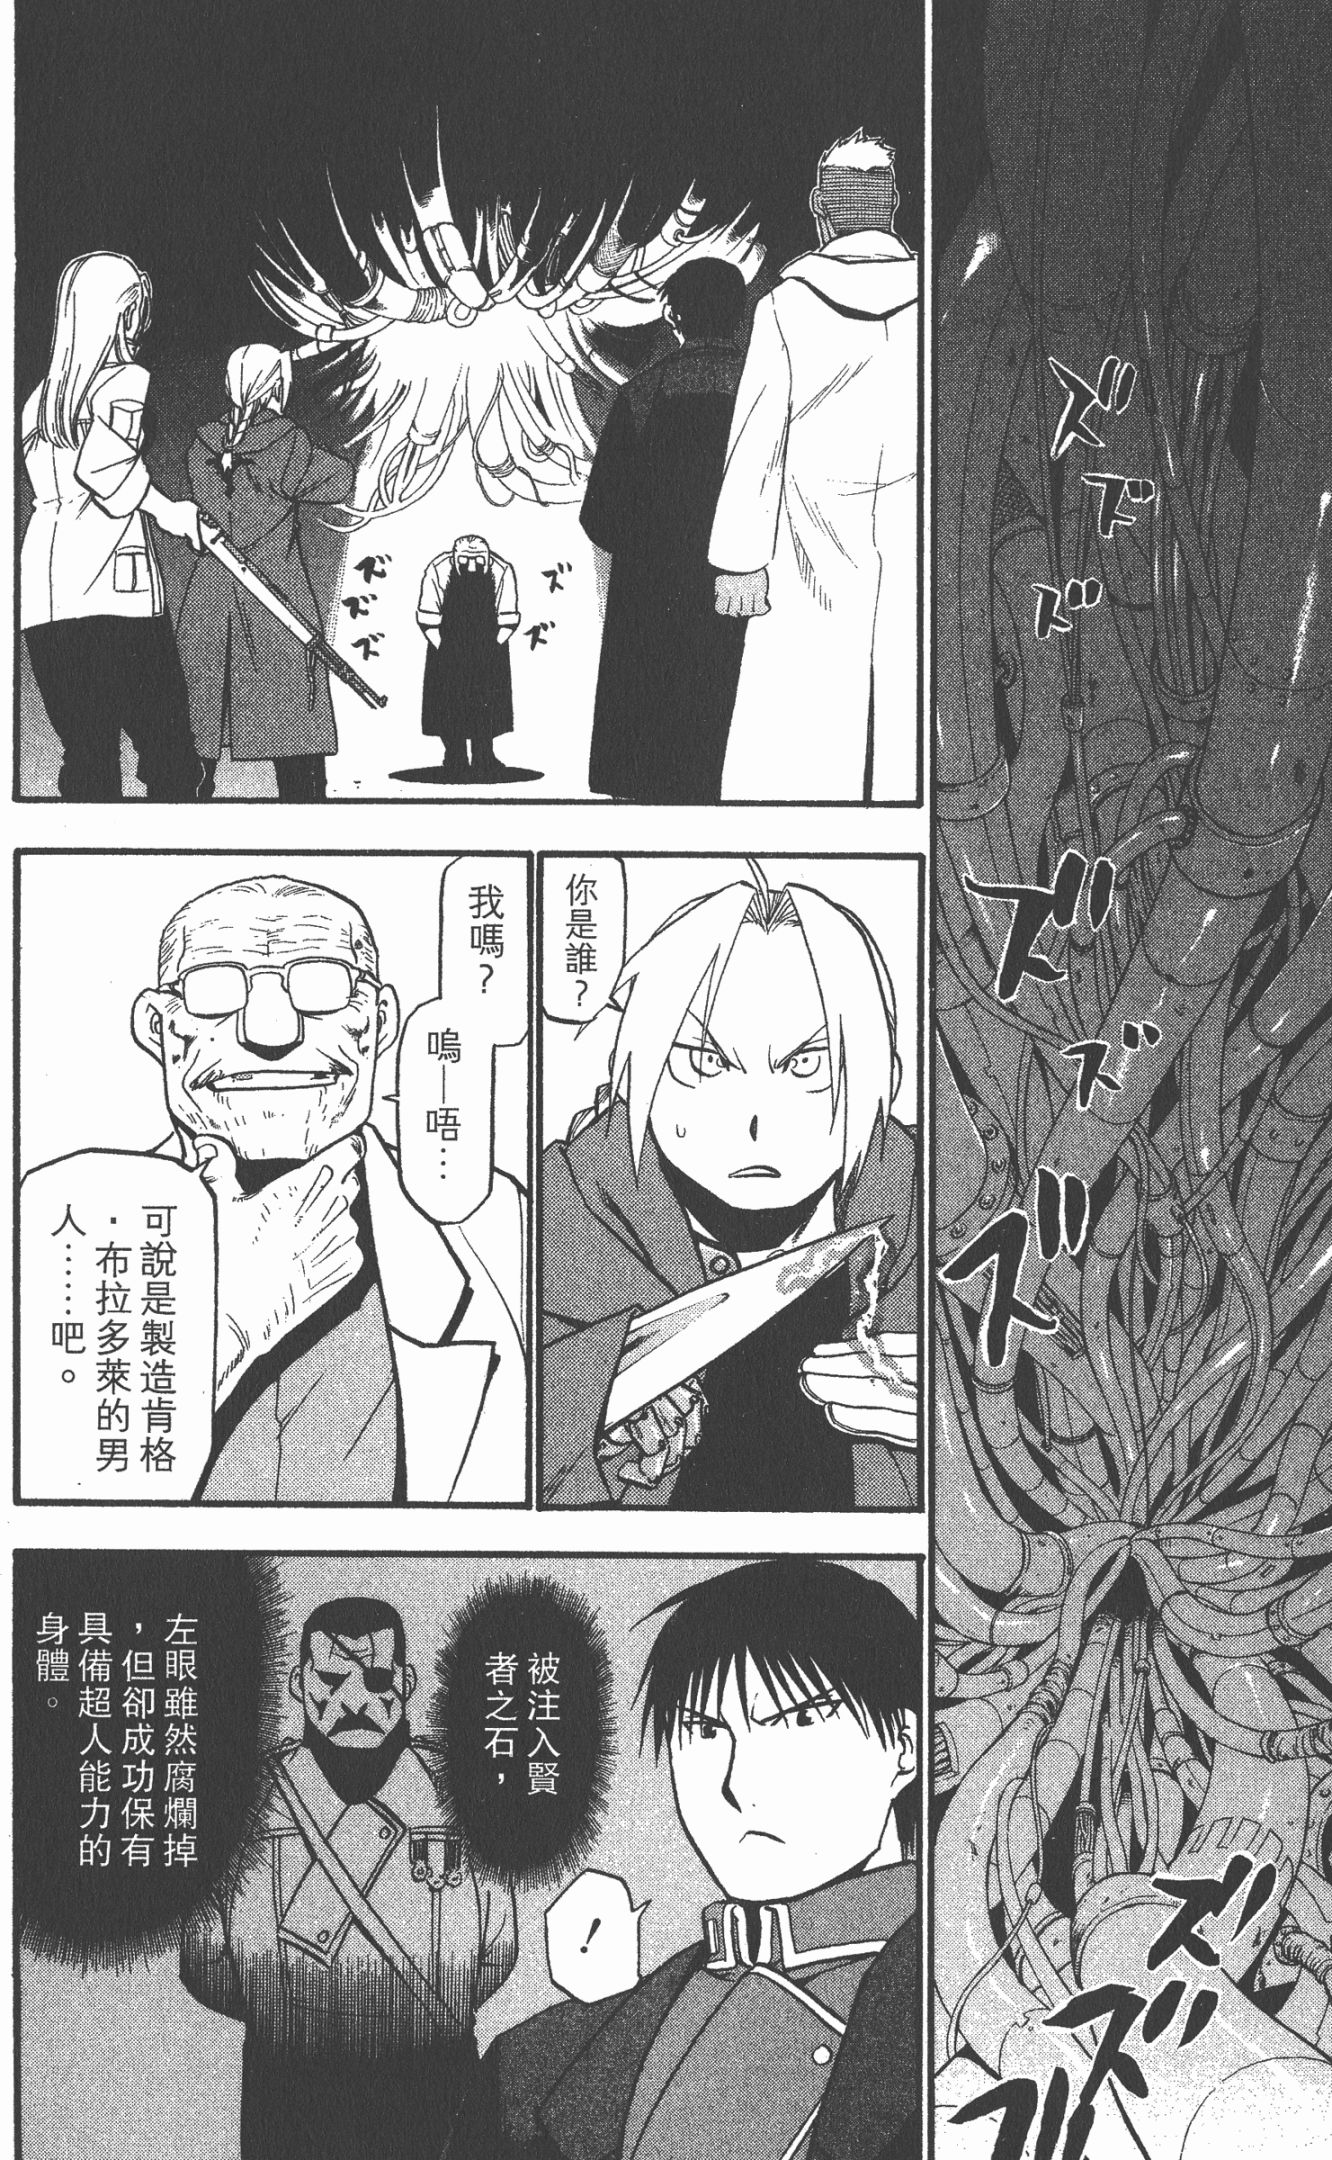 ズ
ズ
ズ
ズ
ズ
ズ
ズ
ズ
ズ
ズ
ズ
ズ
ズ
ズ
你是誰?
我嗎?
嗚—唔…
可說是製造肯格
·布拉多萊的男
人……吧。
被注入賢
者之石,
!
左眼雖然腐爛掉
,但卻成功保有
具備超人能力的
身體。